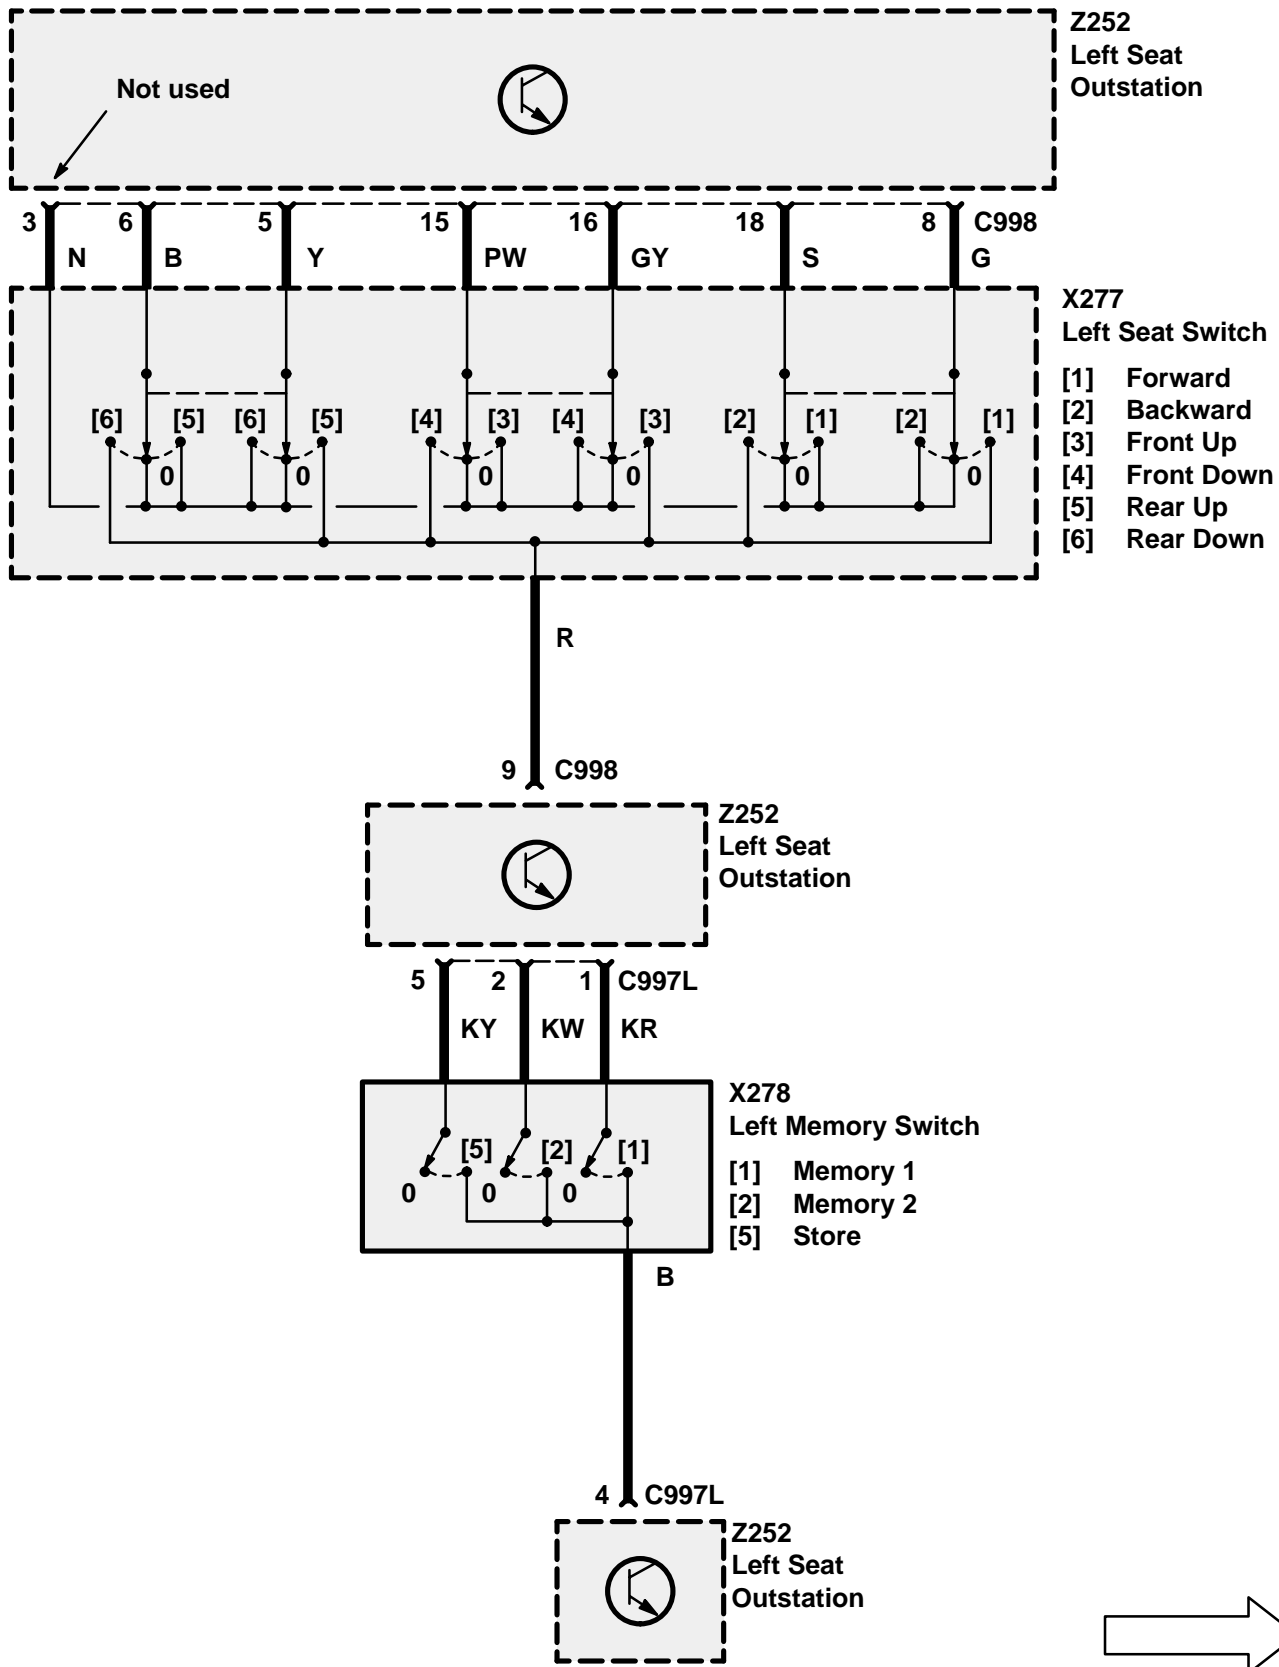 Z252
Left Seat
Outstation
Not used
3 6 5 15 16 18 8 C998
N B Y PW GY S G
X277
Left Seat Switch
[1] Forward
[2] Backward
[3] Front Up
[4] Front Down
[5] Rear Up
[6] Rear Down
[6] [5] [6] [5] [4] [3] [4] [3] [2] [1] [2] [1]
0 0 0 0 0 0
R
9 C998
Z252
Left Seat
Outstation
5 2 1 C997L
KY KW KR
X278
Left Memory Switch
[1] Memory 1
[2] Memory 2
[5] Store
[5] [2] [1]
0 0 0
B
4 C997L
Z252
Left Seat
Outstation